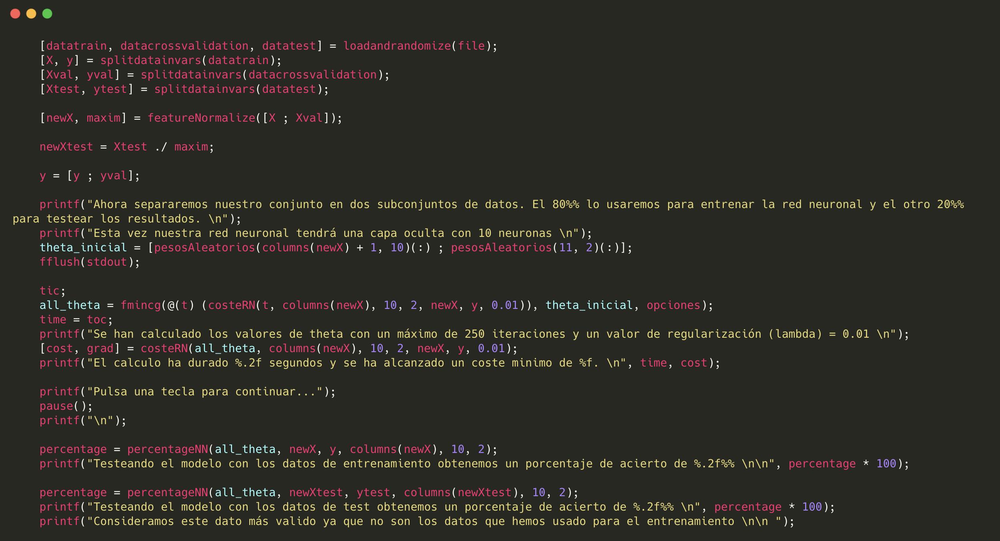 [datatrain, datacrossvalidation, datatest] = loadandrandomize(file);
[X, y] = splitdatainvars(datatrain);
[Xval, yval] = splitdatainvars(datacrossvalidation);
[Xtest, ytest] = splitdatainvars(datatest);
[newX, maxim] = featureNormalize([X ; Xval]);
newXtest = Xtest ./ maxim;
y = [y ; yval];
printf("Ahora separaremos nuestro conjunto en dos subconjuntos de datos. El 80%% lo usaremos para entrenar la red neuronal y el otro 20%%
para testear los resultados. \n");
printf("Esta vez nuestra red neuronal tendrá una capa oculta con 10 neuronas \n");
theta_inicial = [pesosAleatorios(columns(newX) + 1, 10)(:) ; pesosAleatorios(11, 2)(:)];
fflush(stdout);
tic;
all_theta = fmincg(@(t) (costeRN(t, columns(newX), 10, 2, newX, y, 0.01)), theta_inicial, opciones);
time = toc;
printf("Se han calculado los valores de theta con un máximo de 250 iteraciones y un valor de regularización (lambda) = 0.01 \n");
[cost, grad] = costeRN(all_theta, columns(newX), 10, 2, newX, y, 0.01);
printf("El calculo ha durado %.2f segundos y se ha alcanzado un coste minimo de %f. \n", time, cost);
printf("Pulsa una tecla para continuar...");
pause();
printf("\n");
percentage = percentageNN(all_theta, newX, y, columns(newX), 10, 2);
printf("Testeando el modelo con los datos de entrenamiento obtenemos un porcentaje de acierto de %.2f%% \n\n", percentage * 100);
percentage = percentageNN(all_theta, newXtest, ytest, columns(newXtest), 10, 2);
printf("Testeando el modelo con los datos de test obtenemos un porcentaje de acierto de %.2f%% \n", percentage * 100);
printf("Consideramos este dato más valido ya que no son los datos que hemos usado para el entrenamiento \n\n ");